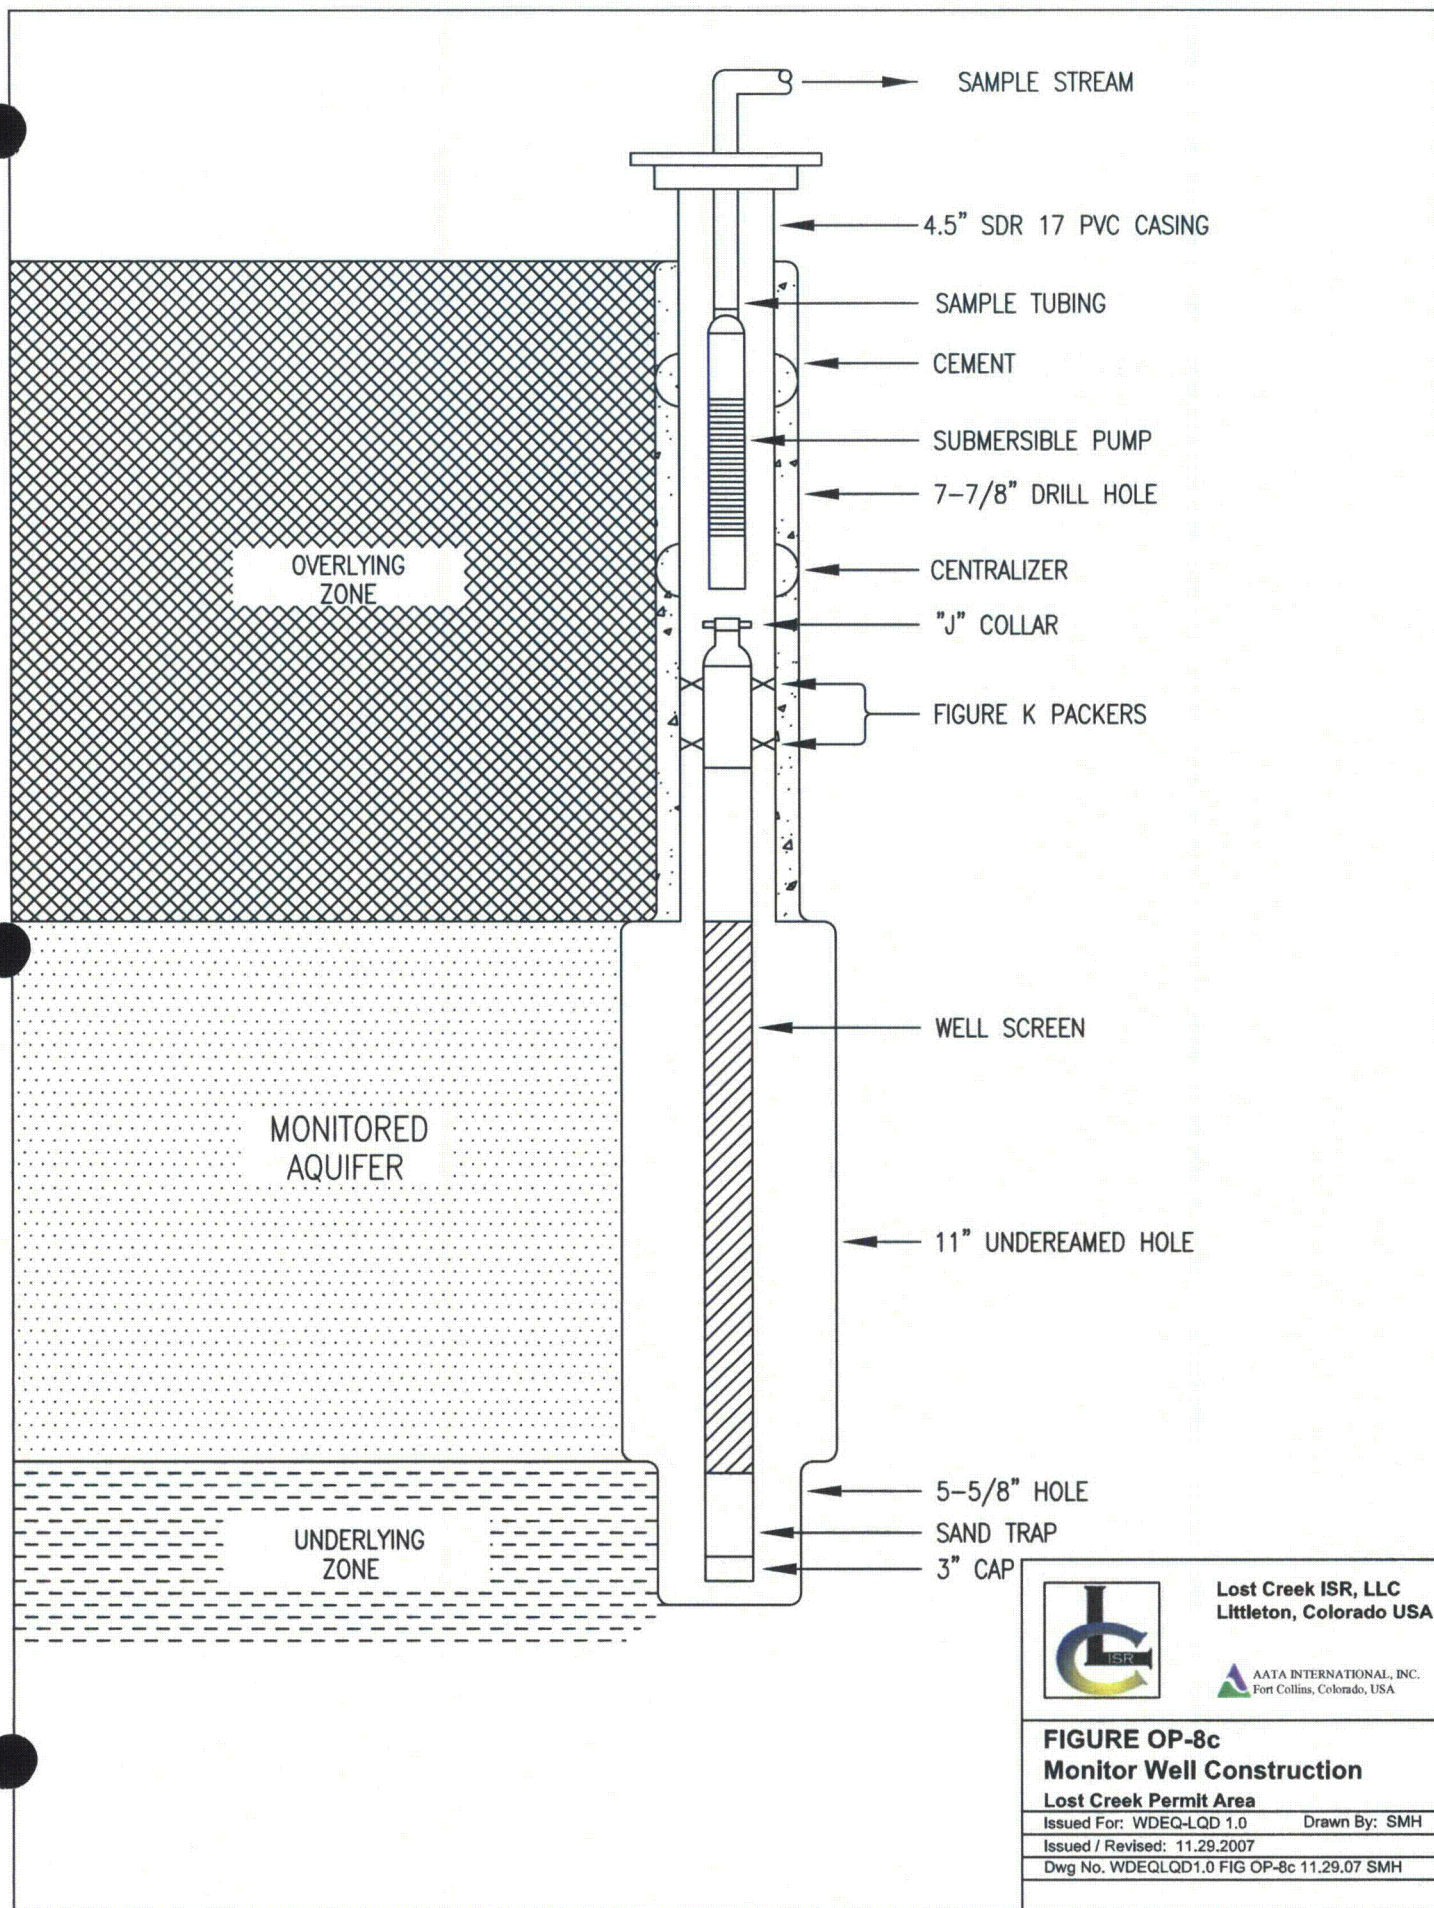 SAMPLE STREAM
4.5" SDR 17 PVC CASING
SAMPLE TUBING
CEMENT
SUBMERSIBLE PUMP
7-7/8" DRILL HOLE
OVERLYING
ZONE
CENTRALIZER
"J" COLLAR
FIGURE K PACKERS
WELL SCREEN
MONITORED
AQUIFER
11" UNDEREAMED HOLE
5-5/8" HOLE
SAND TRAP
3" CAP
UNDERLYING
ZONE
LC ISR
Lost Creek ISR, LLC
Littleton, Colorado USA
AATA INTERNATIONAL, INC.
Fort Collins, Colorado, USA
FIGURE OP-8c
Monitor Well Construction
Lost Creek Permit Area
Issued For: WDEQ-LQD 1.0 Drawn By: SMH
Issued / Revised: 11.29.2007
Dwg No. WDEQLQD1.0 FIG OP-8c 11.29.07 SMH